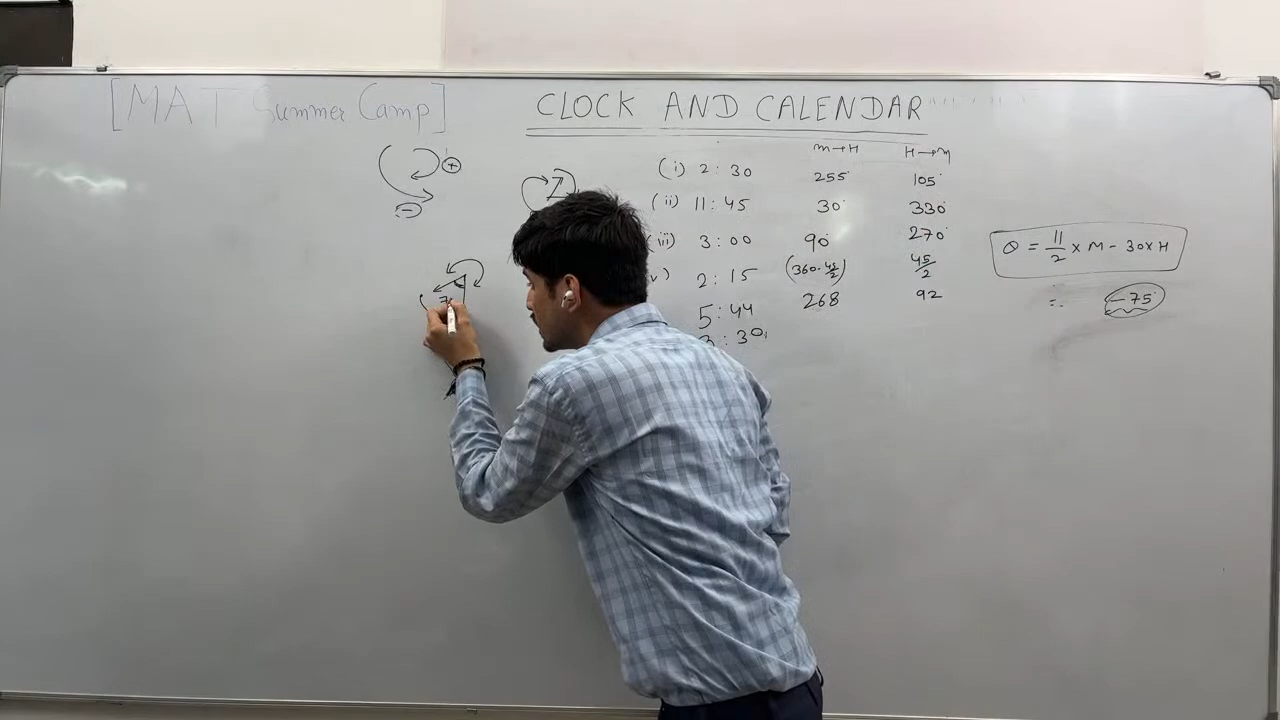 [MAT Summer Camp]
CLOCK AND CALENDAR
m→H H→m
(i) 2:30 255° 105°
(ii) 11:45 30° 330°
(iii) 3:00 90° 270°
v) 2:15 (360-45/2) 45/2
5:44 268 92
3:30
+
-
θ = 11/2 × M - 30×H
= -75°